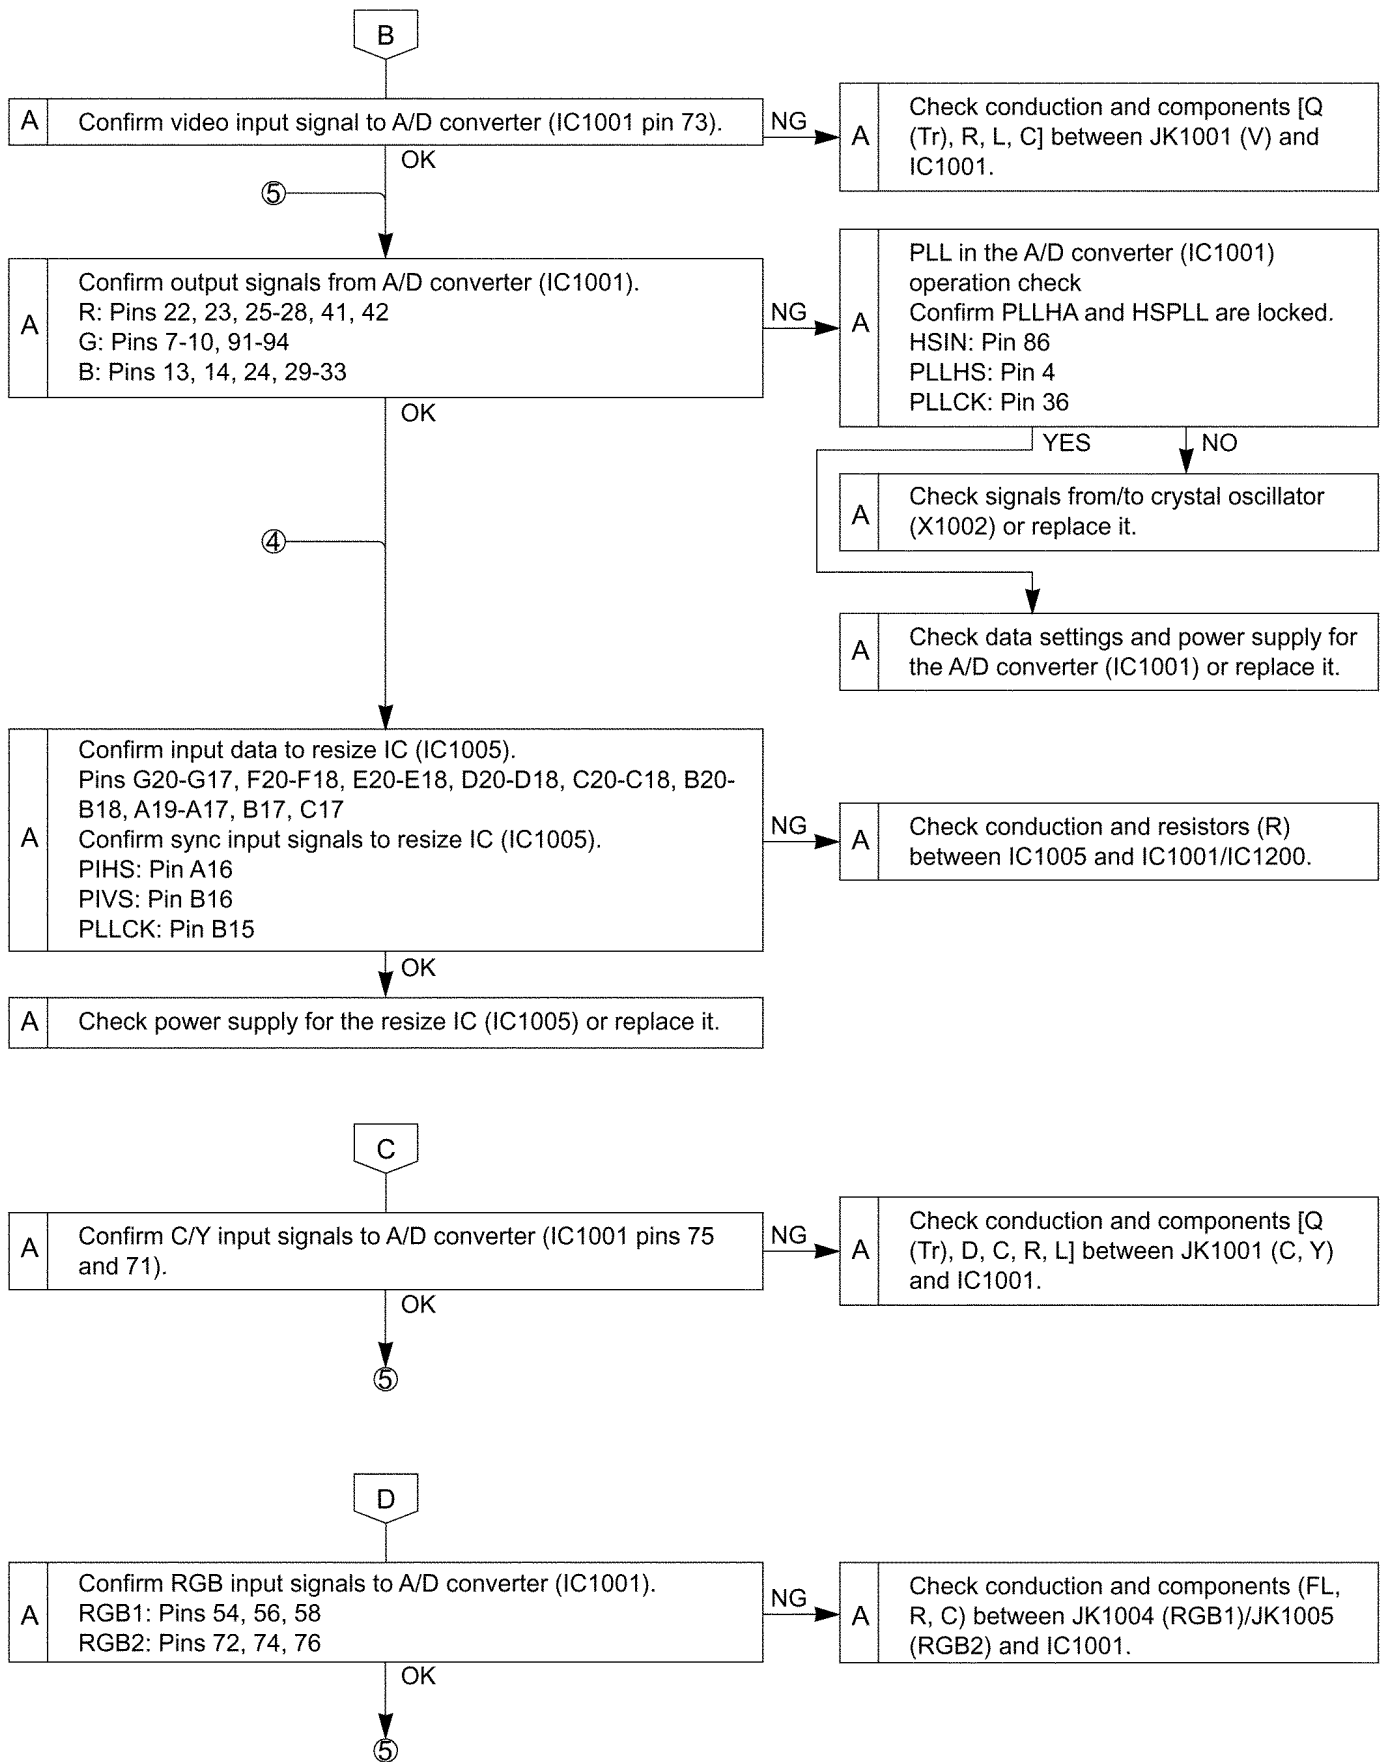 B
A
Confirm video input signal to A/D converter (IC1001 pin 73).
NG
A
Check conduction and components [Q
(Tr), R, L, C] between JK1001 (V) and
IC1001.
OK
⑤
A
Confirm output signals from A/D converter (IC1001).
R: Pins 22, 23, 25-28, 41, 42
G: Pins 7-10, 91-94
B: Pins 13, 14, 24, 29-33
NG
A
PLL in the A/D converter (IC1001)
operation check
Confirm PLLHA and HSPLL are locked.
HSIN: Pin 86
PLLHS: Pin 4
PLLCK: Pin 36
OK
YES
NO
A
Check signals from/to crystal oscillator
(X1002) or replace it.
④
A
Check data settings and power supply for
the A/D converter (IC1001) or replace it.
A
Confirm input data to resize IC (IC1005).
Pins G20-G17, F20-F18, E20-E18, D20-D18, C20-C18, B20-
B18, A19-A17, B17, C17
Confirm sync input signals to resize IC (IC1005).
PIHS: Pin A16
PIVS: Pin B16
PLLCK: Pin B15
NG
A
Check conduction and resistors (R)
between IC1005 and IC1001/IC1200.
OK
A
Check power supply for the resize IC (IC1005) or replace it.
C
A
Confirm C/Y input signals to A/D converter (IC1001 pins 75
and 71).
NG
A
Check conduction and components [Q
(Tr), D, C, R, L] between JK1001 (C, Y)
and IC1001.
OK
⑤
D
A
Confirm RGB input signals to A/D converter (IC1001).
RGB1: Pins 54, 56, 58
RGB2: Pins 72, 74, 76
NG
A
Check conduction and components (FL,
R, C) between JK1004 (RGB1)/JK1005
(RGB2) and IC1001.
OK
⑤